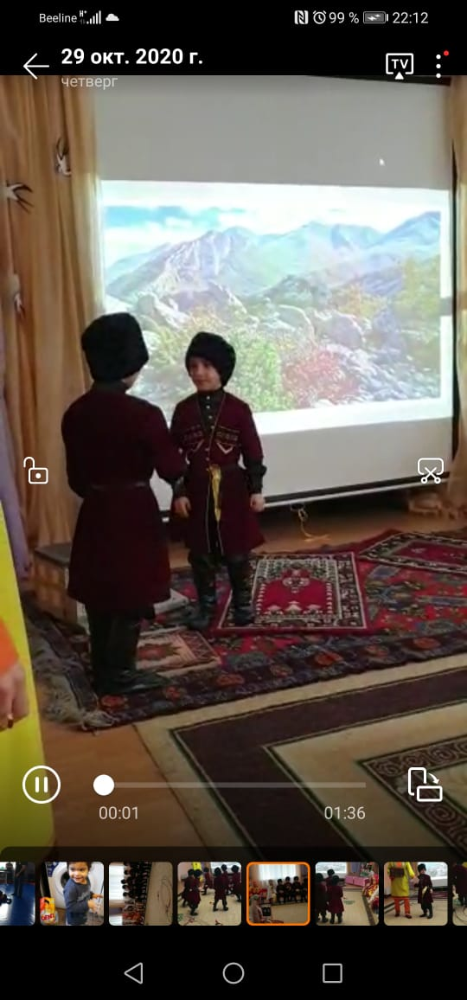 Beeline H+ 99 % 22:12
29 окт. 2020 г.
TV
четверг
00:01 01:36